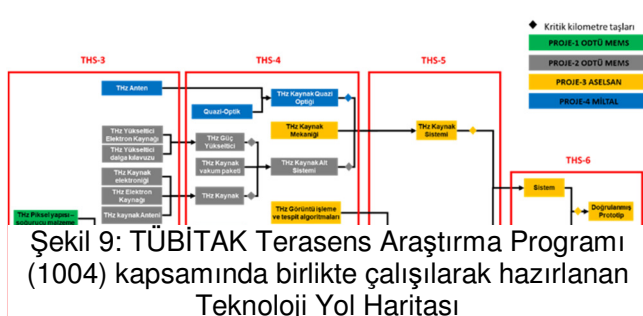 Kritik kilometre taşları
PROJE-1 ODTÜ MEMS
PROJE-2 ODTÜ MEMS
PROJE-3 ASELSAN
PROJE-4 MİLTAL
THS-3
THS-4
THS-5
THS-6
THz Anten
Quazi-Optik
THz Kaynak Quazi
Optiği
THz Kaynak
Mekaniği
THz Kaynak
Sistemi
THz Yükseltici
Elektron Kaynağı
THz Yükseltici
dalga kılavuzu
THz Güç
Yükseltici
THz Kaynak
vakum paketi
THz Kaynak Alt
Sistemi
THz Kaynak
elektroniği
THz Elektron
Kaynağı
THz kaynak Anteni
THz Kaynak
THz Görüntü işleme
ve tespit algoritmaları
Sistem
Doğrulanmış
Prototip
THz Piksel yapısı –
soğurucu malzeme
Şekil 9: TÜBİTAK Terasens Araştırma Programı
(1004) kapsamında birlikte çalışılarak hazırlanan
Teknoloji Yol Haritası